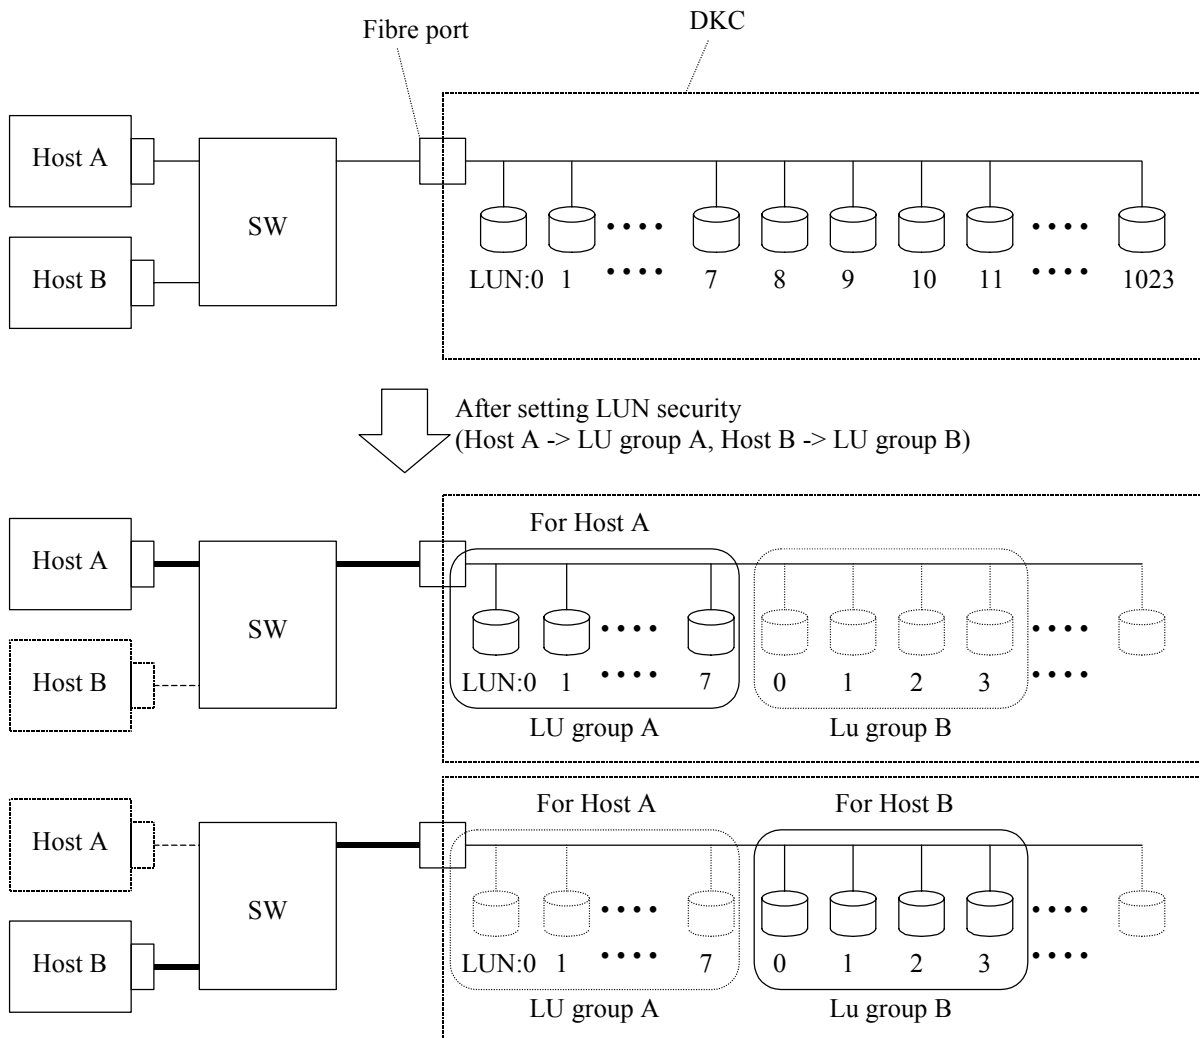 DKC
Fibre port
Host A
SW
Host B
LUN:0 1 •••• 7 8 9 10 11 •••• 1023
After setting LUN security
(Host A -> LU group A, Host B -> LU group B)
For Host A
Host A
SW
Host B
LUN:0 1 •••• 7 0 1 2 3 ••••
LU group A Lu group B
For Host A For Host B
Host A
SW
Host B
LUN:0 1 •••• 7 0 1 2 3 ••••
LU group A Lu group B